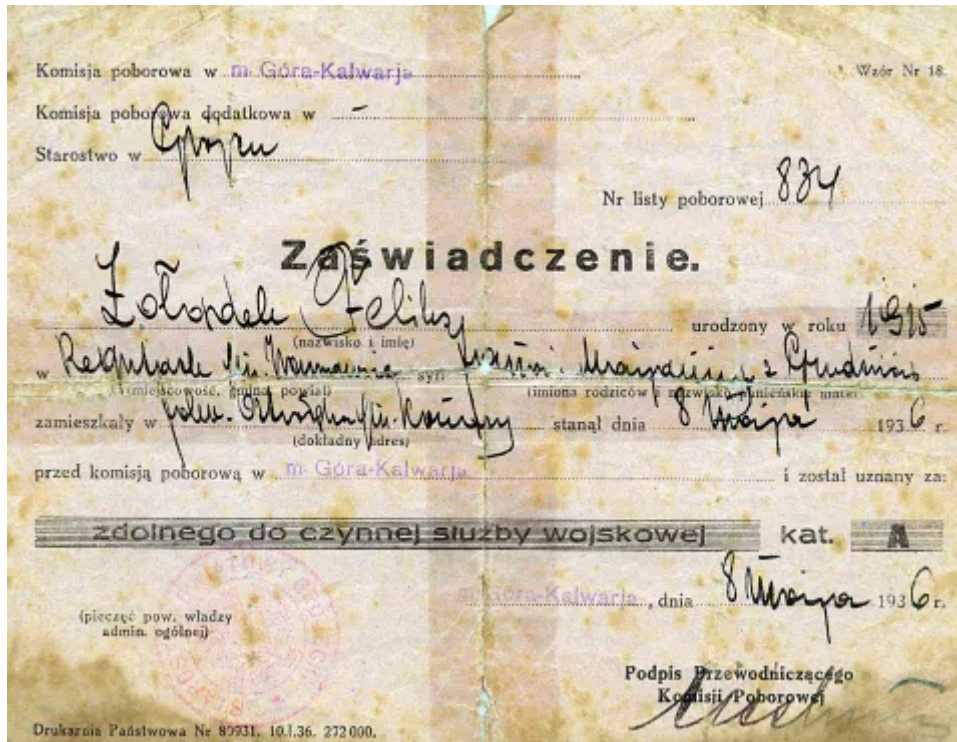 Komisja poborowa w m. Góra-Kalwarja
Wzór Nr 18.
Komisja poborowa dodatkowa w –
Starostwo w Grójcu
Nr listy poborowej 834
Zaświadczenie.
Feliks urodzony w roku 1915
(nazwisko i imię)
w syn i z
(miejscowość, gmina, powiat) (imiona rodziców i nazwisko panieńskie matki)
zamieszkały w stanął dnia 8 maja 1936 r.
(dokładny adres)
przed komisją poborową w m. Góra-Kalwarja i został uznany za:
zdolnego do czynnej służby wojskowej kat. A
m. Góra-Kalwarja, dnia 8 maja 1936 r.
(pieczęć pow. władzy
admin. ogólnej)
Podpis Przewodniczącego
Komisji Poborowej
Drukarnia Państwowa Nr 80931. 10.I.36. 272 000.